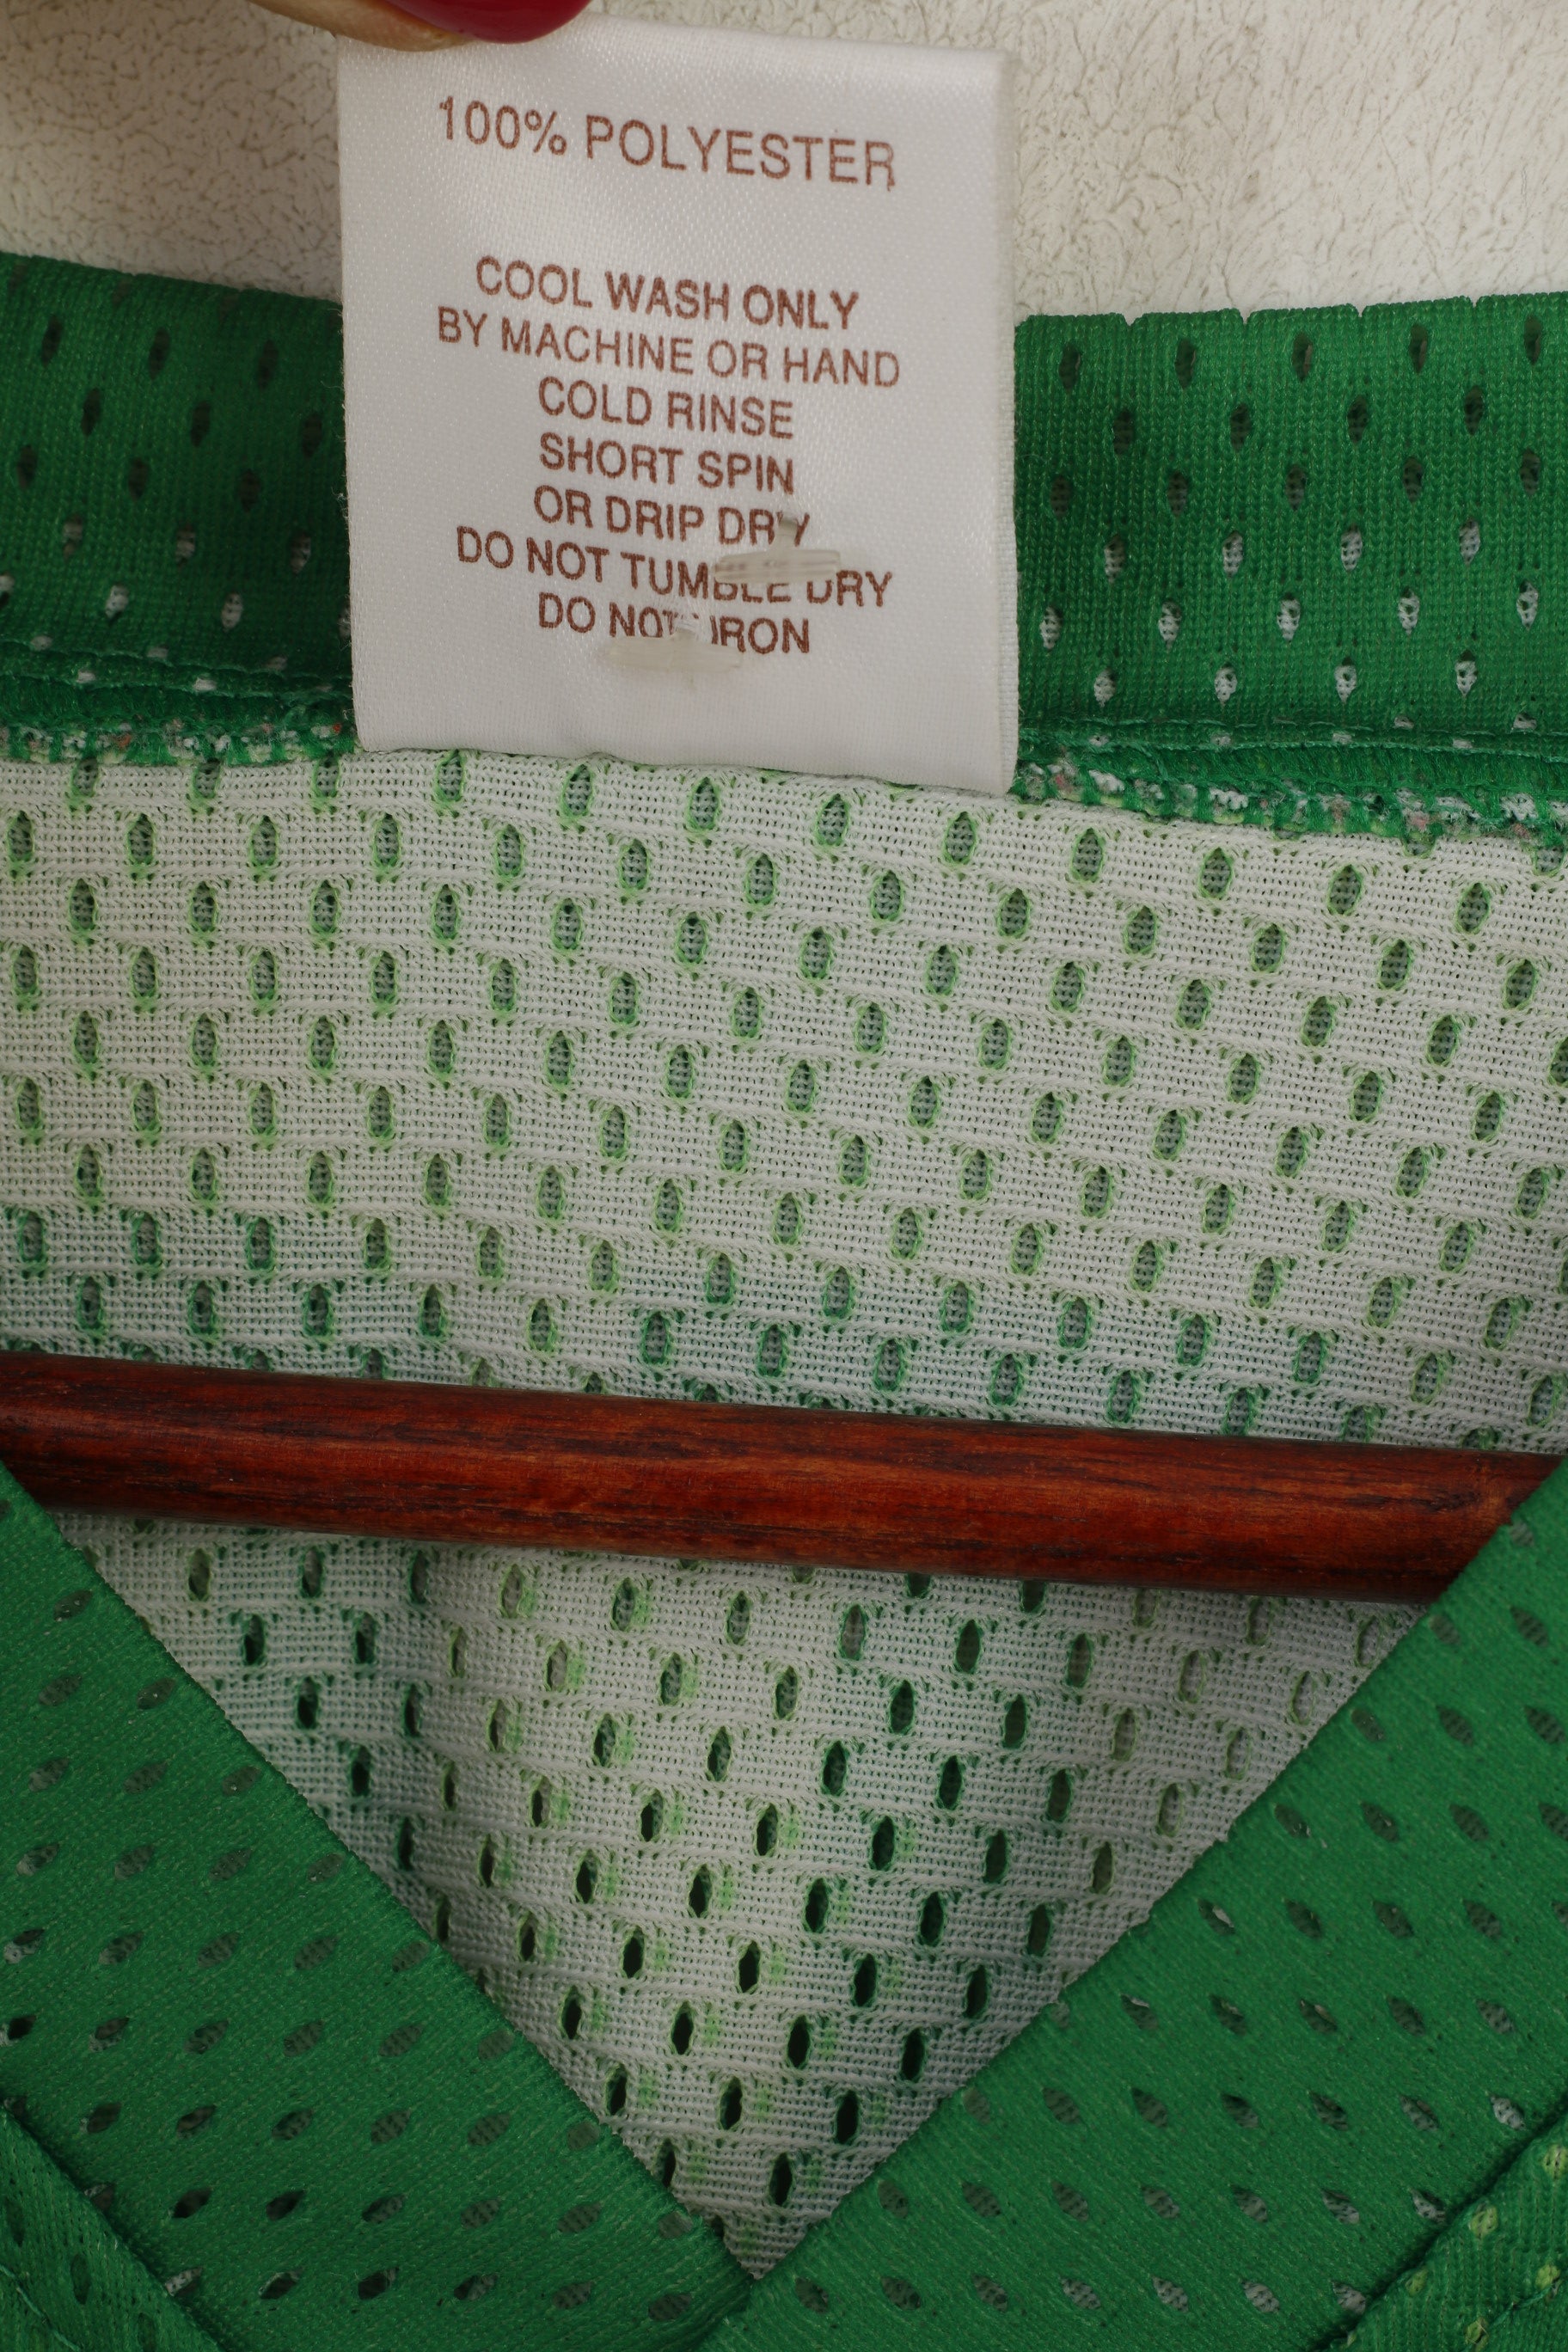 100% POLYESTER
COOL WASH ONLY
BY MACHINE OR HAND
COLD RINSE
SHORT SPIN
OR DRIP DRY
DO NOT TUMBLE DRY
DO NOT IRON